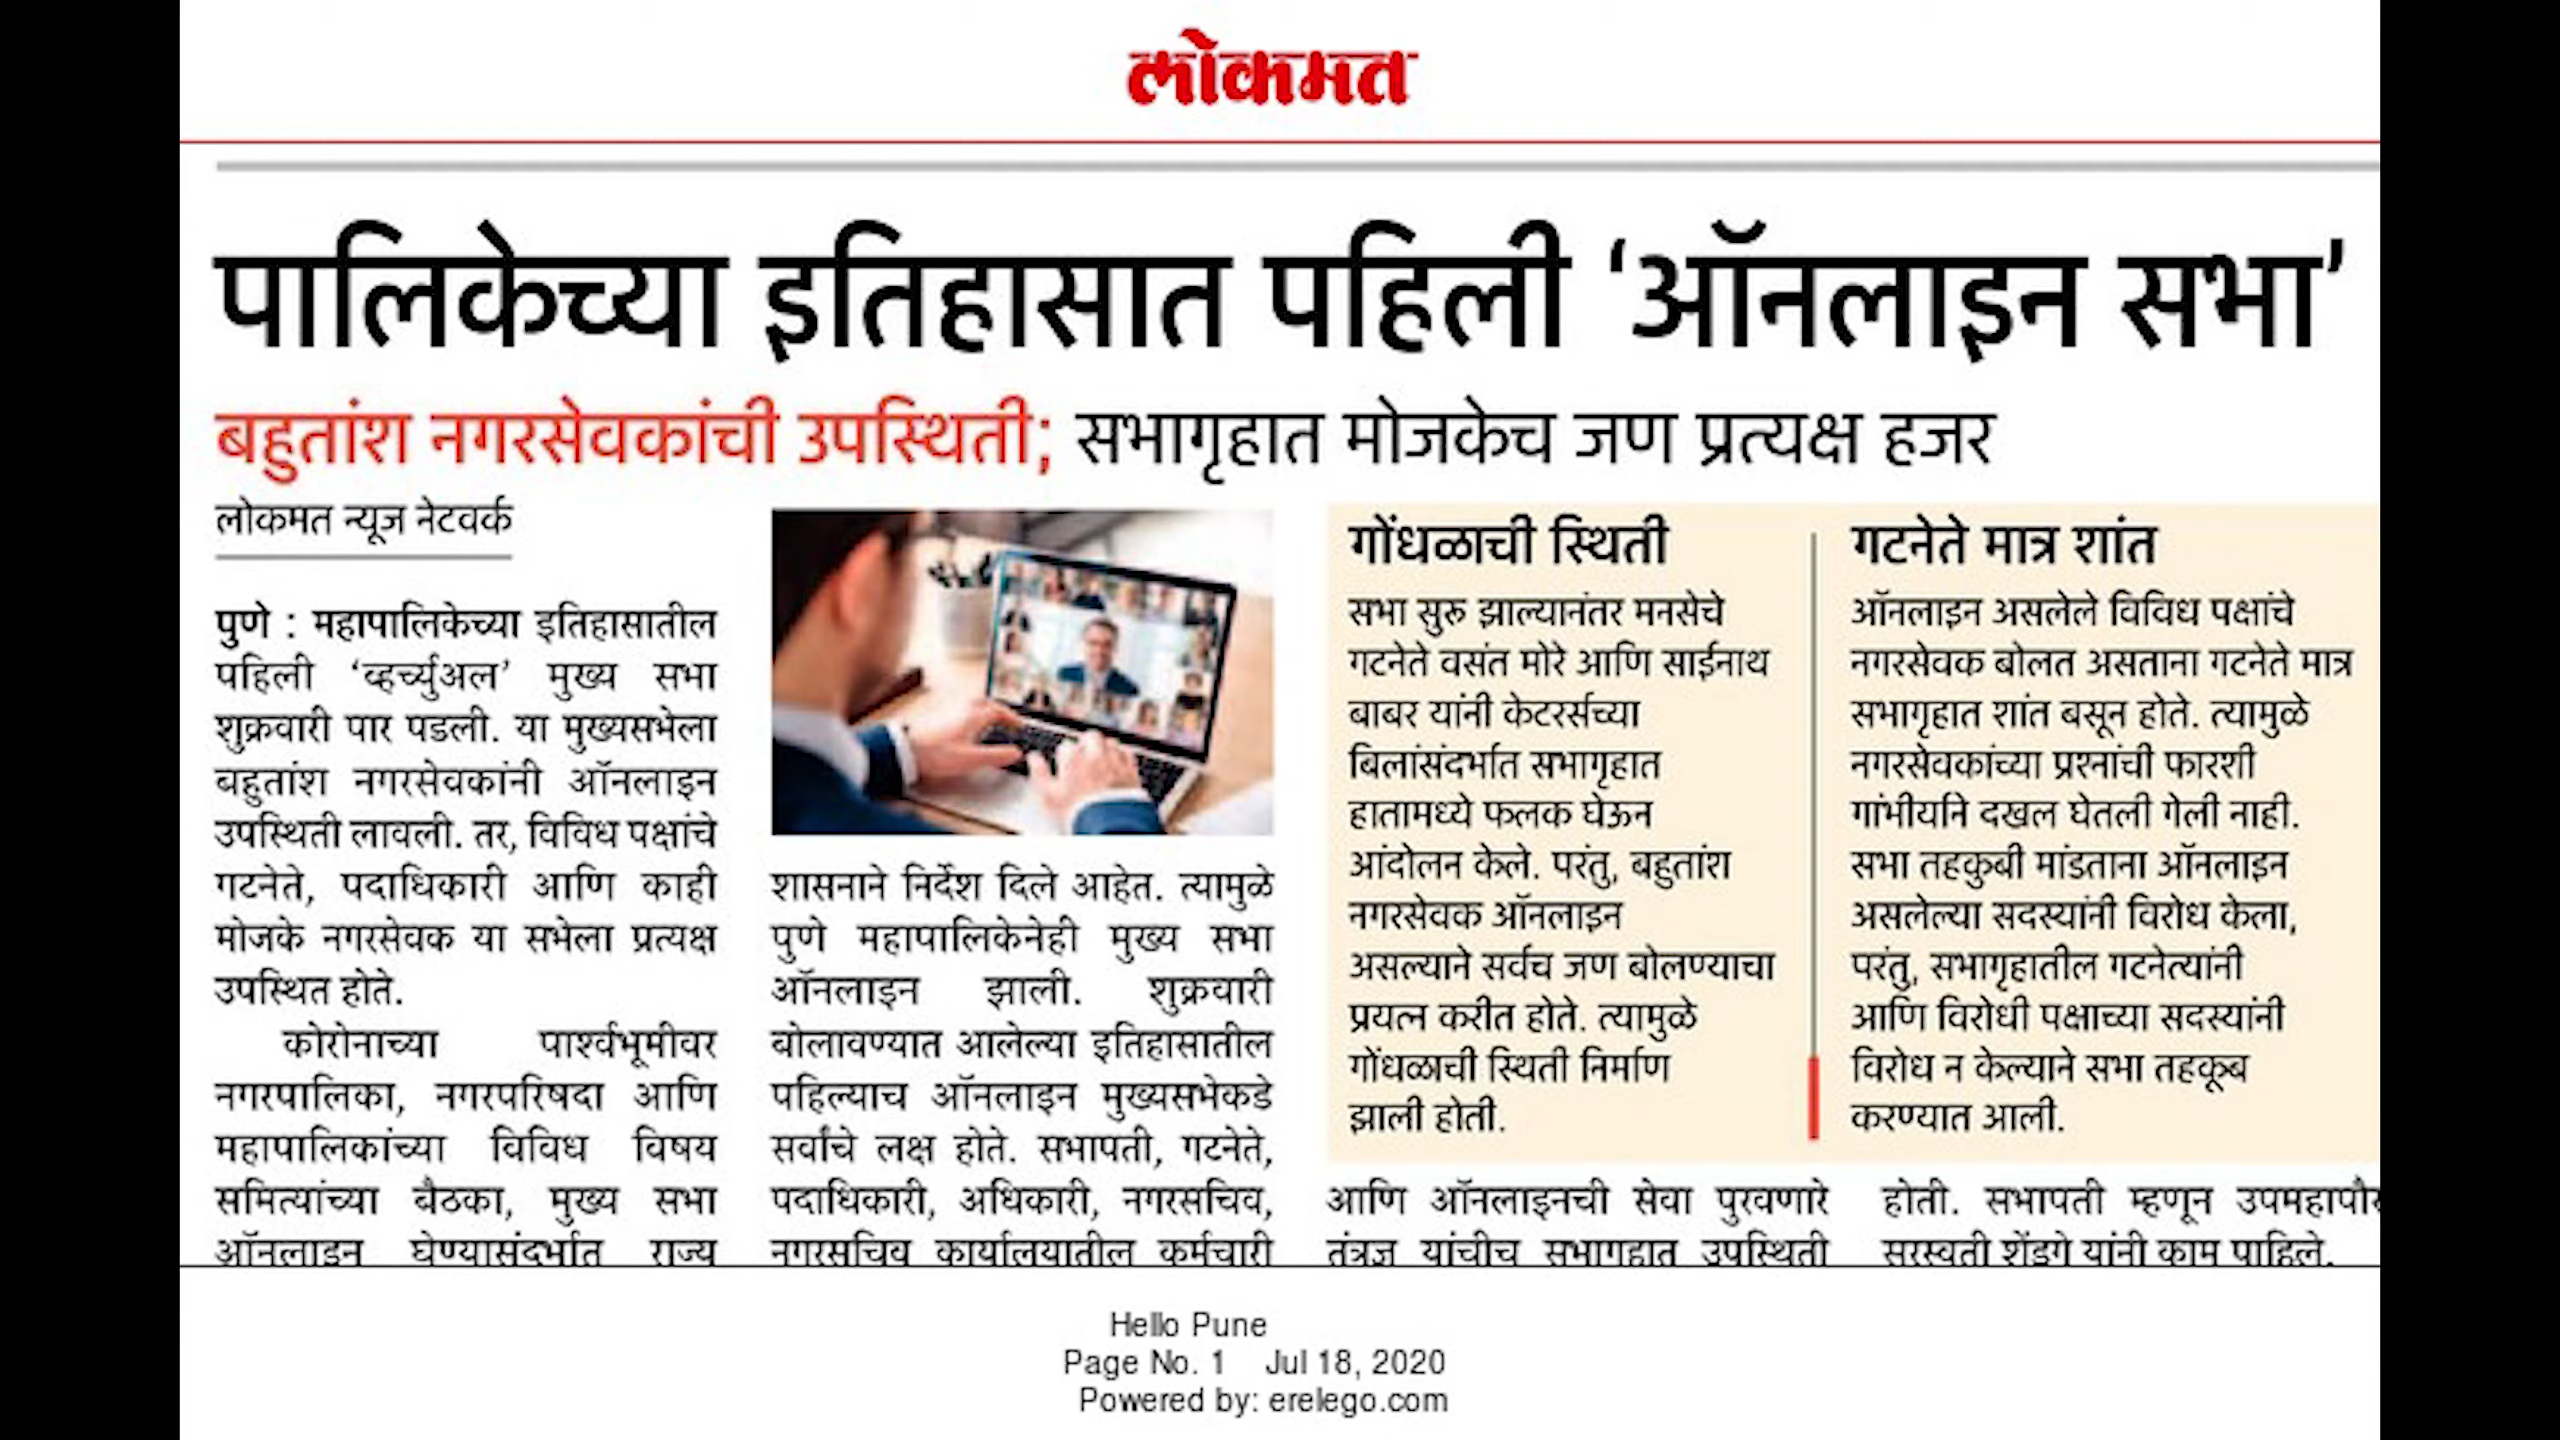 लोकमत
पालिकेच्या इतिहासात पहिली ‘ऑनलाइन सभा’
बहुतांश नगरसेवकांची उपस्थिती; सभागृहात मोजकेच जण प्रत्यक्ष हजर
लोकमत न्यूज नेटवर्क
पुणे : महापालिकेच्या इतिहासातील
पहिली ‘व्हर्च्युअल’ मुख्य सभा
शुक्रवारी पार पडली. या मुख्यसभेला
बहुतांश नगरसेवकांनी ऑनलाइन
उपस्थिती लावली. तर, विविध पक्षांचे
गटनेते, पदाधिकारी आणि काही
मोजके नगरसेवक या सभेला प्रत्यक्ष
उपस्थित होते.
कोरोनाच्या पार्श्वभूमीवर
नगरपालिका, नगरपरिषदा आणि
महापालिकांच्या विविध विषय
समित्यांच्या बैठका, मुख्य सभा
ऑनलाइन घेण्यासंदर्भात राज्य
शासनाने निर्देश दिले आहेत. त्यामुळे
पुणे महापालिकेनेही मुख्य सभा
ऑनलाइन झाली. शुक्रवारी
बोलावण्यात आलेल्या इतिहासातील
पहिल्याच ऑनलाइन मुख्यसभेकडे
सर्वांचे लक्ष होते. सभापती, गटनेते,
पदाधिकारी, अधिकारी, नगरसचिव,
नगरसचिव कार्यालयातील कर्मचारी
गोंधळाची स्थिती
सभा सुरू झाल्यानंतर मनसेचे
गटनेते वसंत मोरे आणि साईनाथ
बाबर यांनी केटरर्सच्या
बिलांसंदर्भात सभागृहात
हातामध्ये फलक घेऊन
आंदोलन केले. परंतु, बहुतांश
नगरसेवक ऑनलाइन
असल्याने सर्वच जण बोलण्याचा
प्रयत्न करीत होते. त्यामुळे
गोंधळाची स्थिती निर्माण
झाली होती.
गटनेते मात्र शांत
ऑनलाइन असलेले विविध पक्षांचे
नगरसेवक बोलत असताना गटनेते मात्र
सभागृहात शांत बसून होते. त्यामुळे
नगरसेवकांच्या प्रश्नांची फारशी
गांभीर्याने दखल घेतली गेली नाही.
सभा तहकुबी मांडताना ऑनलाइन
असलेल्या सदस्यांनी विरोध केला,
परंतु, सभागृहातील गटनेत्यांनी
आणि विरोधी पक्षाच्या सदस्यांनी
विरोध न केल्याने सभा तहकूब
करण्यात आली.
आणि ऑनलाइनची सेवा पुरवणारे
तंत्रज्ञ यांचीच सभागृहात उपस्थिती
होती. सभापती म्हणून उपमहापौर
सरस्वती शेंडगे यांनी काम पाहिले.
Hello Pune
Page No. 1 Jul 18, 2020
Powered by: erelego.com